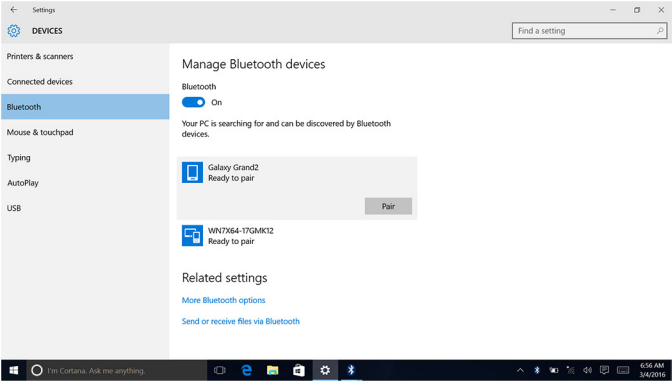 Settings
DEVICES
Find a setting
Printers & scanners
Connected devices
Bluetooth
Mouse & touchpad
Typing
AutoPlay
USB
Manage Bluetooth devices
Bluetooth
On
Your PC is searching for and can be discovered by Bluetooth
devices.
Galaxy Grand2
Ready to pair
Pair
WN7X64-17GMK12
Ready to pair
Related settings
More Bluetooth options
Send or receive files via Bluetooth
I'm Cortana. Ask me anything.
6:56 AM
3/4/2016